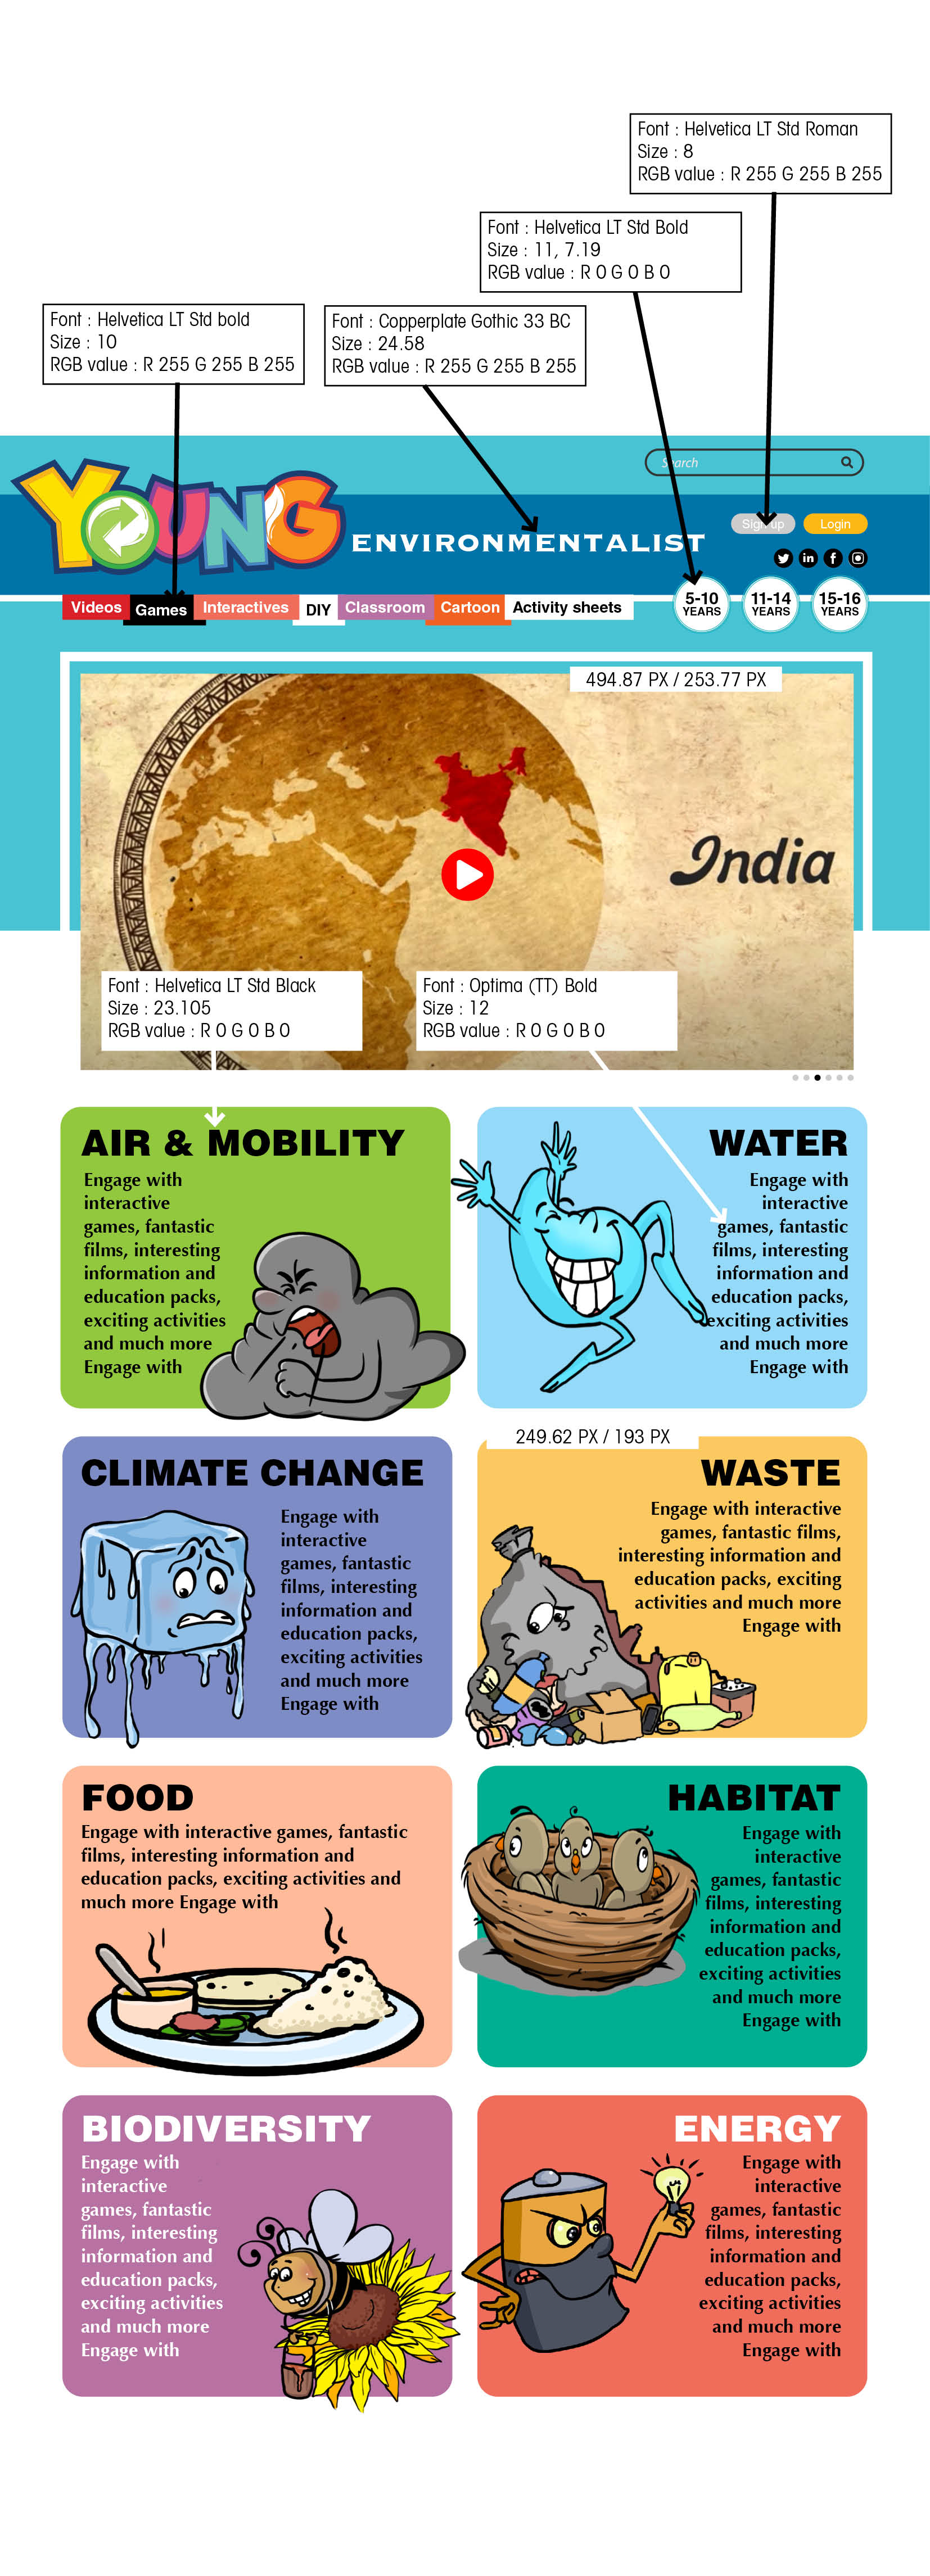 Font : Helvetica LT Std Roman
Size : 8
RGB value : R 255 G 255 B 255
Font : Helvetica LT Std Bold
Size : 11, 7.19
RGB value : R 0 G 0 B 0
Font : Helvetica LT Std bold
Size : 10
RGB value : R 255 G 255 B 255
Font : Copperplate Gothic 33 BC
Size : 24.58
RGB value : R 255 G 255 B 255
Search
YOUNG
ENVIRONMENTALIST
Sign up Login
Videos Games Interactives DIY Classroom Cartoon Activity sheets
5-10 YEARS
11-14 YEARS
15-16 YEARS
494.87 PX / 253.77 PX
India
Font : Helvetica LT Std Black
Size : 23.105
RGB value : R 0 G 0 B 0
Font : Optima (TT) Bold
Size : 12
RGB value : R 0 G 0 B 0
AIR & MOBILITY
Engage with
interactive
games, fantastic
films, interesting
information and
education packs,
exciting activities
and much more
Engage with
WATER
Engage with
interactive
games, fantastic
films, interesting
information and
education packs,
exciting activities
and much more
Engage with
CLIMATE CHANGE
Engage with
interactive
games, fantastic
films, interesting
information and
education packs,
exciting activities
and much more
Engage with
249.62 PX / 193 PX
WASTE
Engage with interactive
games, fantastic films,
interesting information and
education packs, exciting
activities and much more
Engage with
FOOD
Engage with interactive games, fantastic
films, interesting information and
education packs, exciting activities and
much more Engage with
HABITAT
Engage with
interactive
games, fantastic
films, interesting
information and
education packs,
exciting activities
and much more
Engage with
BIODIVERSITY
Engage with
interactive
games, fantastic
films, interesting
information and
education packs,
exciting activities
and much more
Engage with
ENERGY
Engage with
interactive
games, fantastic
films, interesting
information and
education packs,
exciting activities
and much more
Engage with